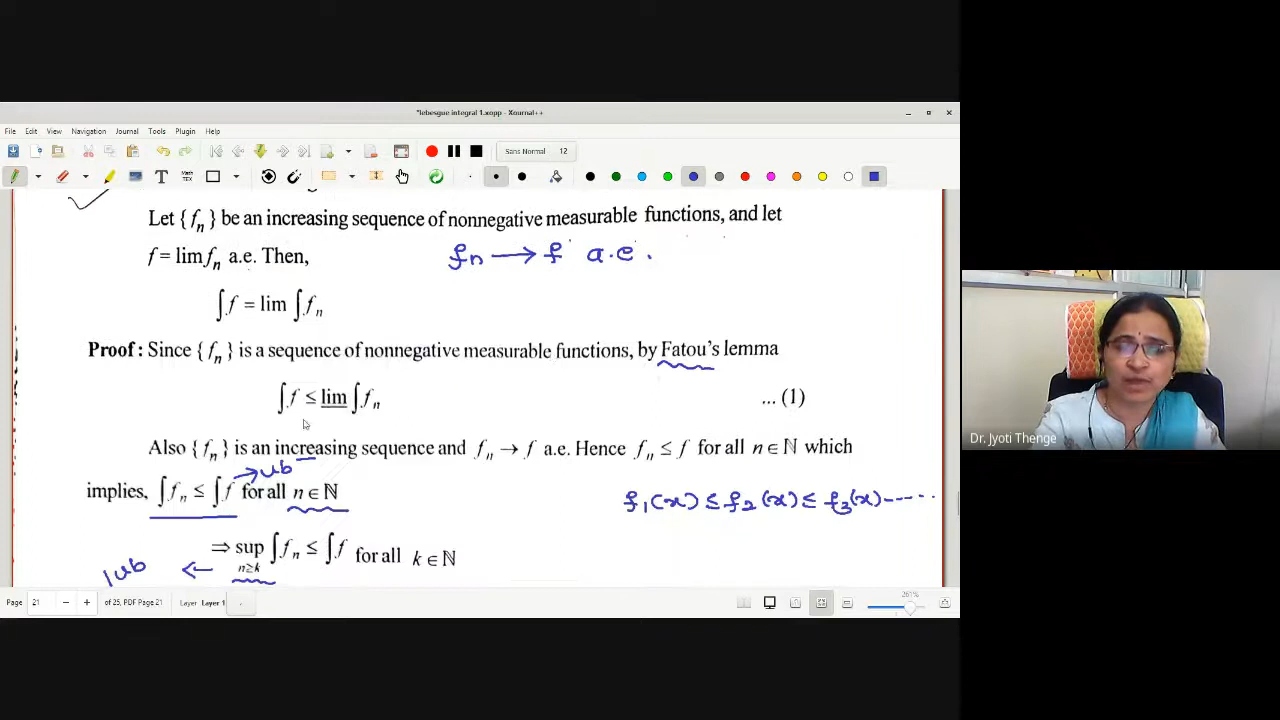 *lebesgue integral 1.xopp - Xournal++
File Edit View Navigation Journal Tools Plugin Help
Sans Normal 12
Let {fₙ} be an increasing sequence of nonnegative measurable functions, and let
f = lim fₙ a.e. Then, fₙ ⟶ f a.e.
∫f = lim ∫fₙ
Proof : Since {fₙ} is a sequence of nonnegative measurable functions, by Fatou's lemma
∫f ≤ lim ∫fₙ ... (1)
Also {fₙ} is an increasing sequence and fₙ → f a.e. Hence fₙ ≤ f for all n ∈ ℕ which
→ub
implies, ∫fₙ ≤ ∫f for all n ∈ ℕ f₁(x) ≤ f₂(x) ≤ f₃(x)-----
⇒ sup ∫fₙ ≤ ∫f for all k ∈ ℕ
n≥k
lub ←
Page 21 of 25, PDF Page 21 Layer Layer 1 261%
Dr. Jyoti Thenge